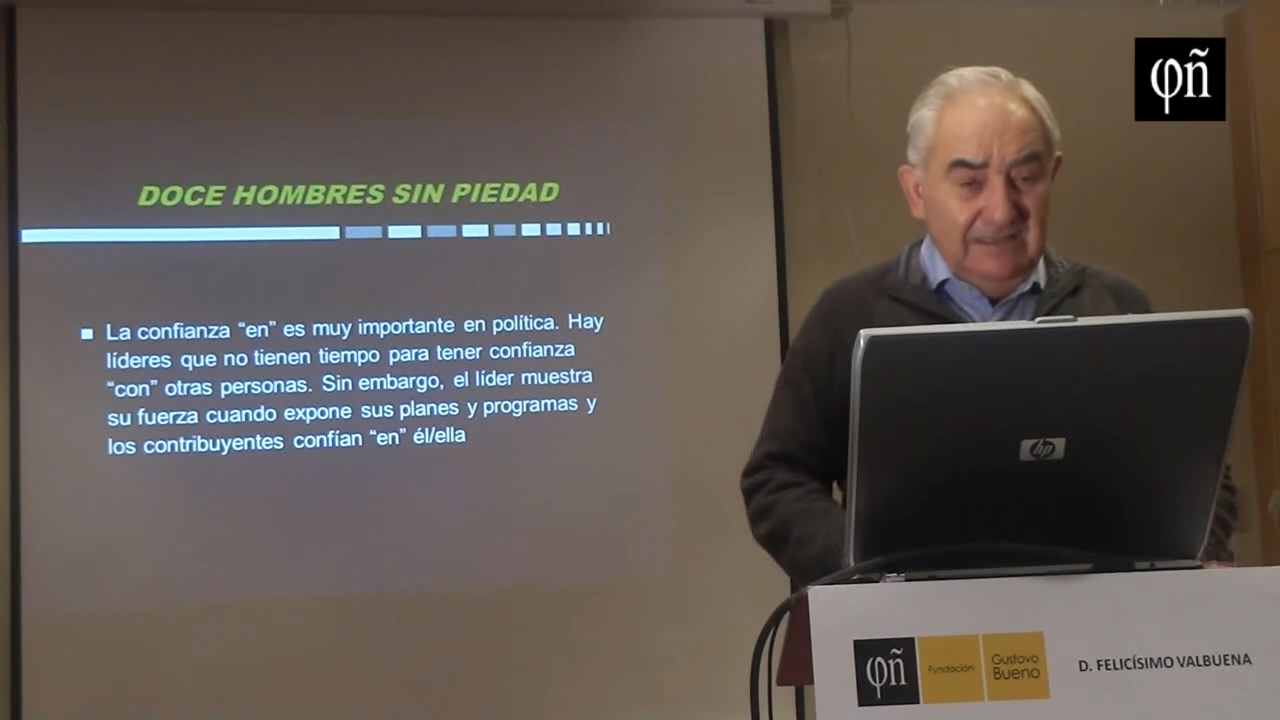 φñ
DOCE HOMBRES SIN PIEDAD
La confianza “en” es muy importante en política. Hay
líderes que no tienen tiempo para tener confianza
“con” otras personas. Sin embargo, el líder muestra
su fuerza cuando expone sus planes y programas y
los contribuyentes confían “en” él/ella
hp
φñ
Fundación
Gustavo
Bueno
D. FELICÍSIMO VALBUENA